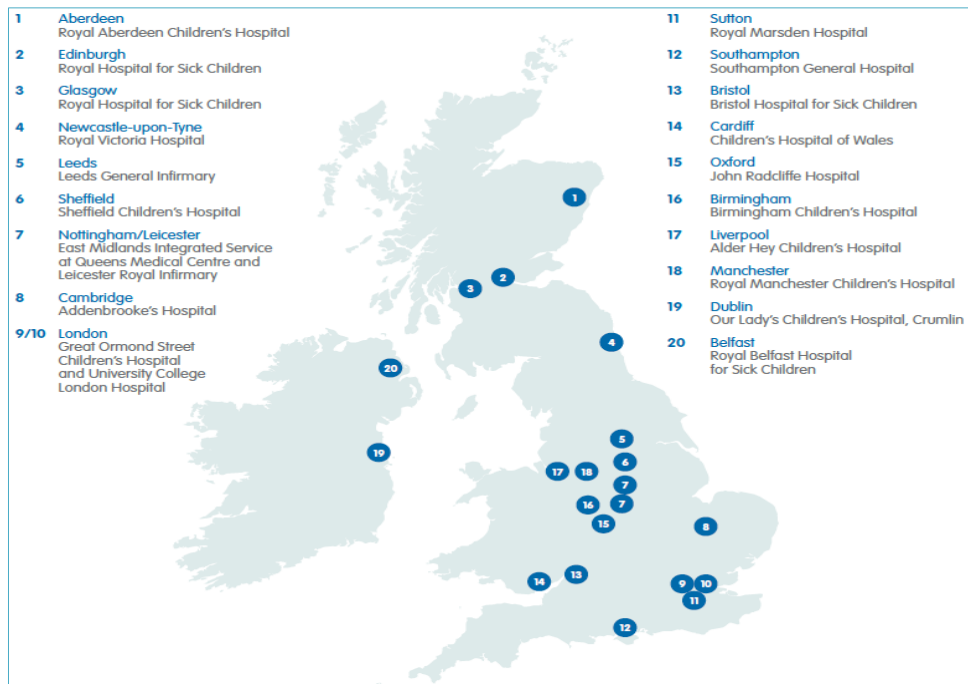 1 Aberdeen
Royal Aberdeen Children's Hospital
2 Edinburgh
Royal Hospital for Sick Children
3 Glasgow
Royal Hospital for Sick Children
4 Newcastle-upon-Tyne
Royal Victoria Hospital
5 Leeds
Leeds General Infirmary
6 Sheffield
Sheffield Children's Hospital
7 Nottingham/Leicester
East Midlands Integrated Service
at Queens Medical Centre and
Leicester Royal Infirmary
8 Cambridge
Addenbrooke's Hospital
9/10 London
Great Ormond Street
Children's Hospital
and University College
London Hospital
11 Sutton
Royal Marsden Hospital
12 Southampton
Southampton General Hospital
13 Bristol
Bristol Hospital for Sick Children
14 Cardiff
Children's Hospital of Wales
15 Oxford
John Radcliffe Hospital
16 Birmingham
Birmingham Children's Hospital
17 Liverpool
Alder Hey Children's Hospital
18 Manchester
Royal Manchester Children's Hospital
19 Dublin
Our Lady's Children's Hospital, Crumlin
20 Belfast
Royal Belfast Hospital
for Sick Children
1
2
3
4
20
5
19
6
17 18
7
16 7
15 8
13
14 9 10
11
12